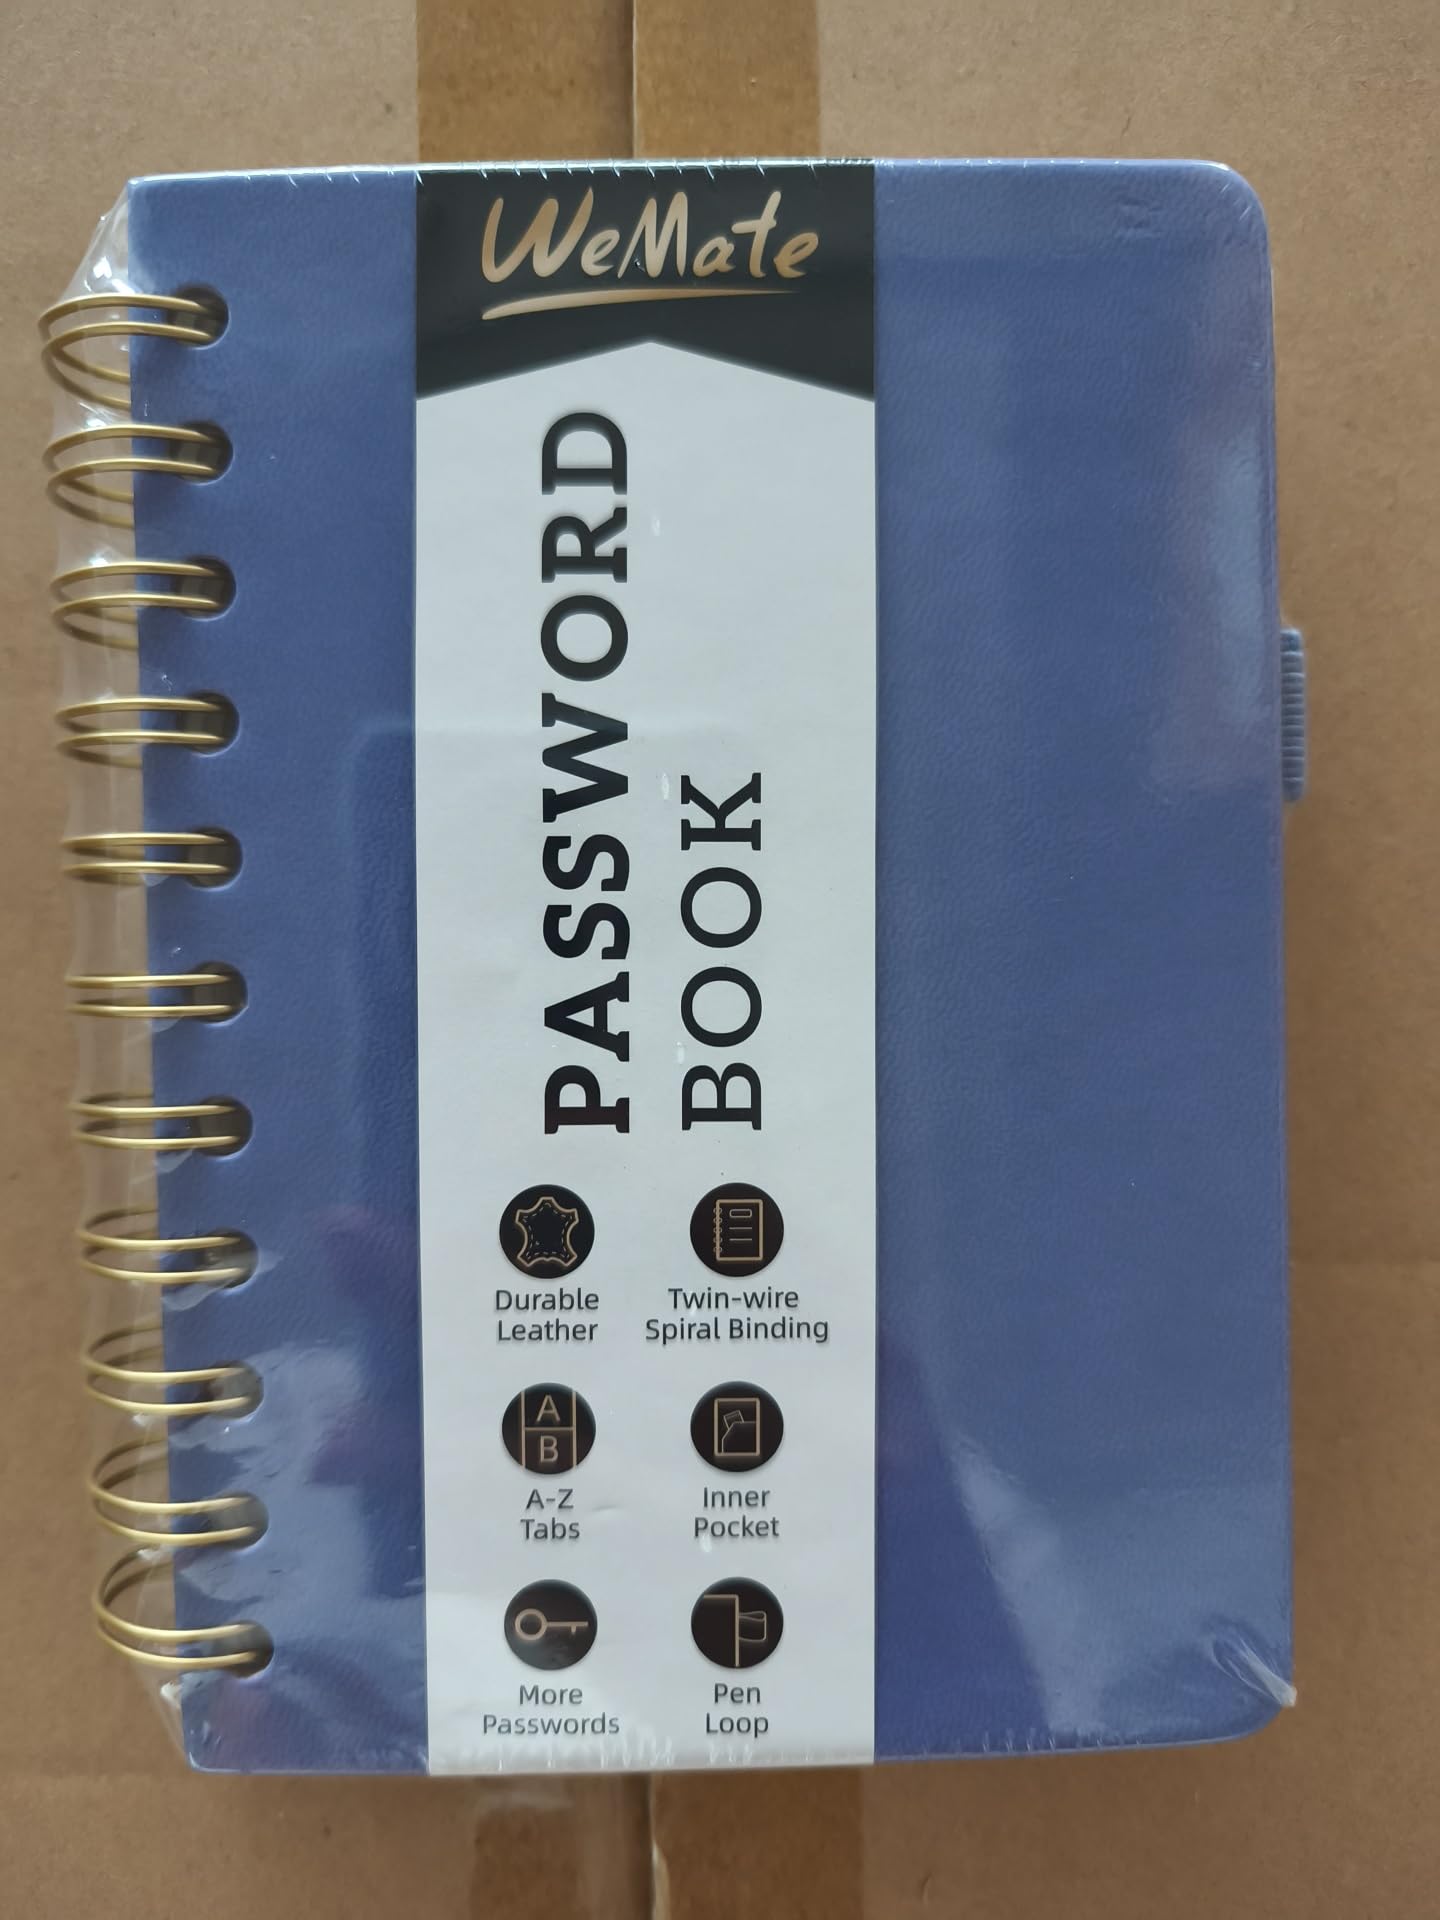 WeMate
PASSWORD
BOOK
Durable
Leather
Twin-wire
Spiral Binding
A
B
A-Z
Tabs
Inner
Pocket
More
Passwords
Pen
Loop